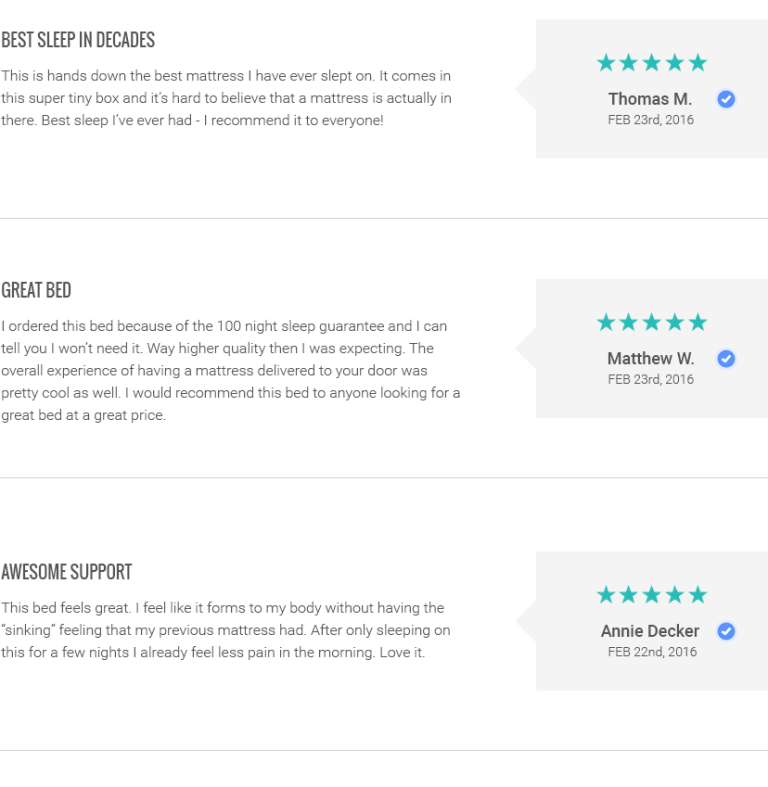 BEST SLEEP IN DECADES
This is hands down the best mattress I have ever slept on. It comes in
this super tiny box and it's hard to believe that a mattress is actually in
there. Best sleep I've ever had - I recommend it to everyone!
Thomas M.
FEB 23rd, 2016
GREAT BED
I ordered this bed because of the 100 night sleep guarantee and I can
tell you I won't need it. Way higher quality then I was expecting. The
overall experience of having a mattress delivered to your door was
pretty cool as well. I would recommend this bed to anyone looking for a
great bed at a great price.
Matthew W.
FEB 23rd, 2016
AWESOME SUPPORT
This bed feels great. I feel like it forms to my body without having the
"sinking" feeling that my previous mattress had. After only sleeping on
this for a few nights I already feel less pain in the morning. Love it.
Annie Decker
FEB 22nd, 2016